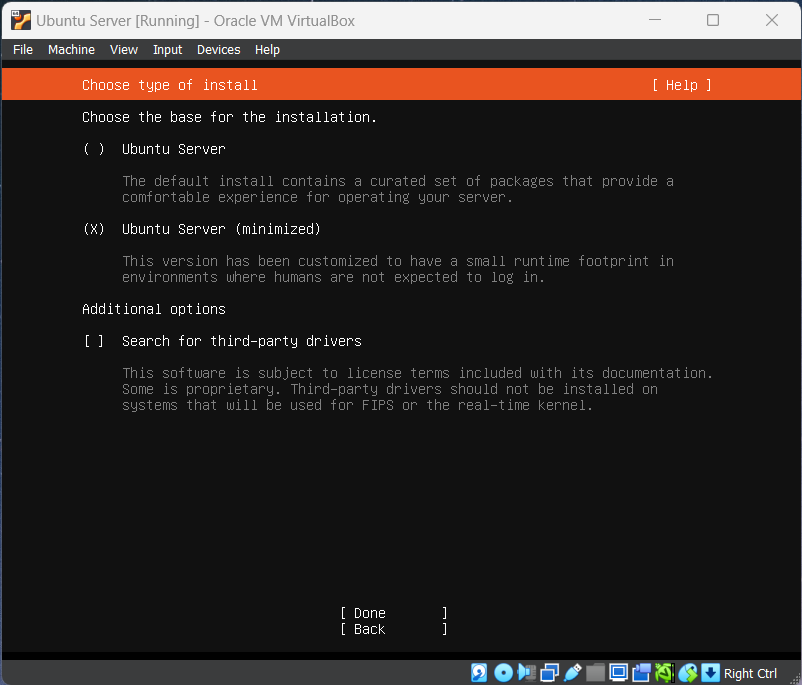 Ubuntu Server [Running] - Oracle VM VirtualBox
File Machine View Input Devices Help
Choose type of install [ Help ]
Choose the base for the installation.
( ) Ubuntu Server
The default install contains a curated set of packages that provide a
comfortable experience for operating your server.
(X) Ubuntu Server (minimized)
This version has been customized to have a small runtime footprint in
environments where humans are not expected to log in.
Additional options
[ ] Search for third-party drivers
This software is subject to license terms included with its documentation.
Some is proprietary. Third-party drivers should not be installed on
systems that will be used for FIPS or the real-time kernel.
[ Done ]
[ Back ]
Right Ctrl